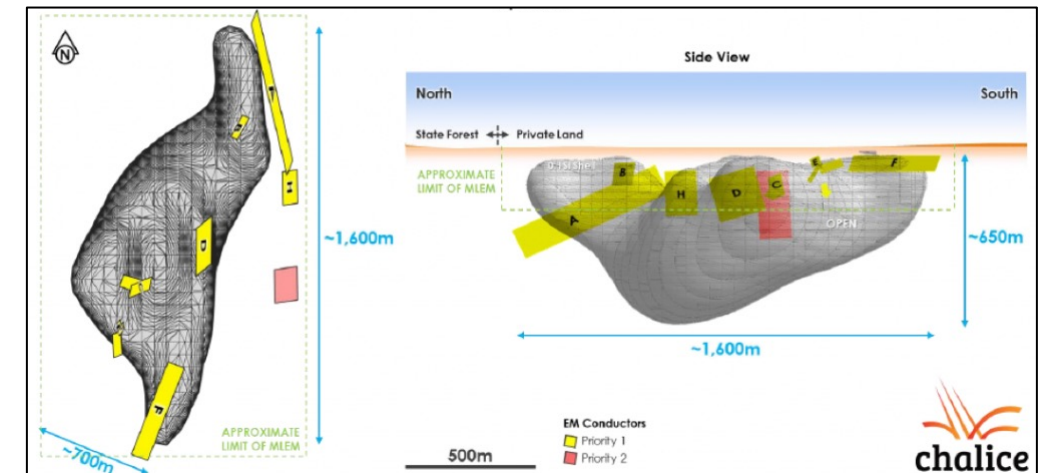 N
B
H
D
F
APPROXIMATE
LIMIT OF MLEM
~1,600m
~700m
Side View
North
South
State Forest
Private Land
APPROXIMATE
LIMIT OF MLEM
A
B
H
D
C
E
F
OPEN
~650m
~1,600m
EM Conductors
Priority 1
Priority 2
500m
chalice